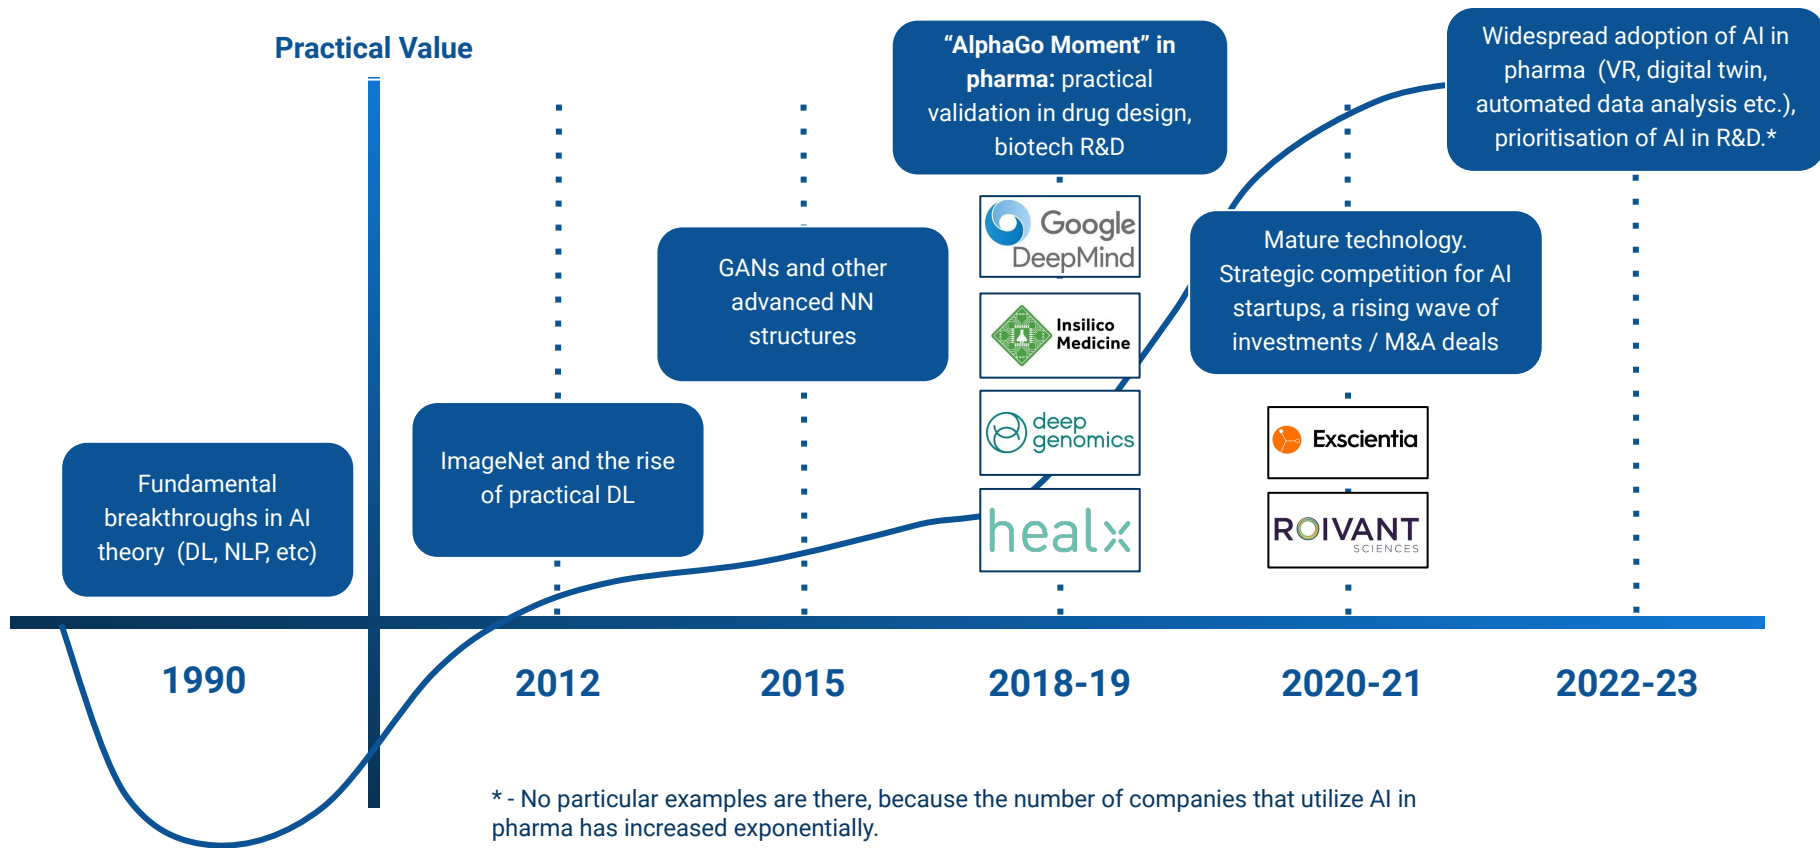 Practical Value
Fundamental
breakthroughs in AI
theory (DL, NLP, etc)
ImageNet and the rise
of practical DL
GANs and other
advanced NN
structures
“AlphaGo Moment” in
pharma: practical
validation in drug design,
biotech R&D
Google
DeepMind
Insilico
Medicine
deep
genomics
healx
Mature technology.
Strategic competition for AI
startups, a rising wave of
investments / M&A deals
Exscientia
ROIVANT
SCIENCES
Widespread adoption of AI in
pharma (VR, digital twin,
automated data analysis etc.),
prioritisation of AI in R&D.*
1990
2012
2015
2018-19
2020-21
2022-23
* - No particular examples are there, because the number of companies that utilize AI in
pharma has increased exponentially.